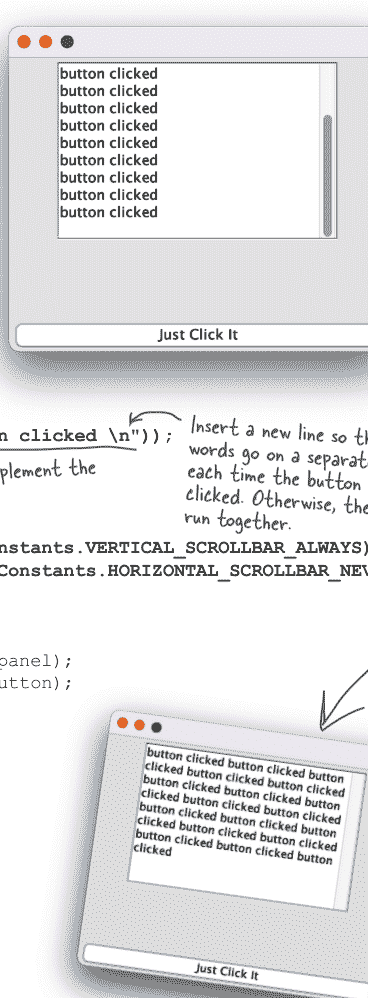 button clicked
button clicked
button clicked
button clicked
button clicked
button clicked
button clicked
button clicked
button clicked
Just Click It
n clicked \n"));
plement the
Insert a new line so th
words go on a separat
each time the button
clicked. Otherwise, the
run together.
nstants.VERTICAL_SCROLLBAR_ALWAYS)
Constants.HORIZONTAL_SCROLLBAR_NEV
panel);
utton);
button clicked button clicked button
clicked button clicked button clicked
button clicked button clicked button
clicked button clicked button clicked
button clicked button clicked button
clicked button clicked button clicked
button clicked button clicked button
clicked
Just Click It